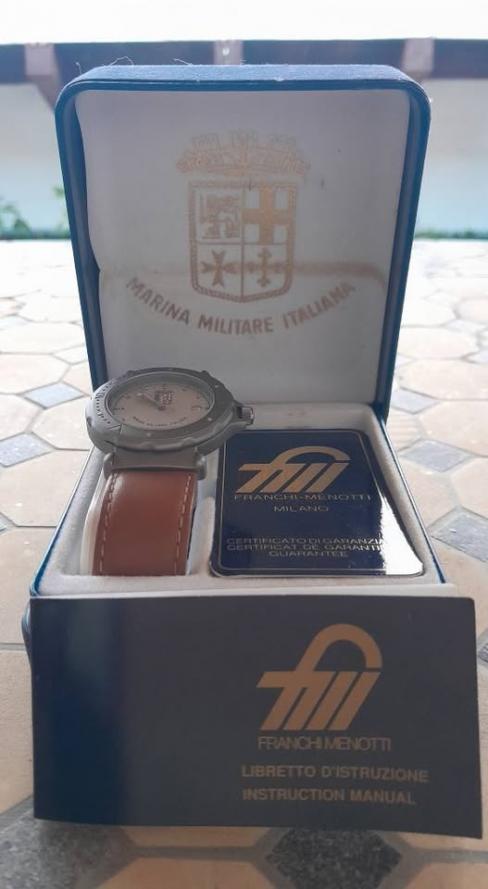 MARINA MILITARE ITALIANA
FRANCHI-MENOTTI
MILANO
CERTIFICATO DI GARANZIA
CERTIFICAT DE GARANTIE
GUARANTEE
FRANCHI MENOTTI
LIBRETTO D'ISTRUZIONE
INSTRUCTION MANUAL